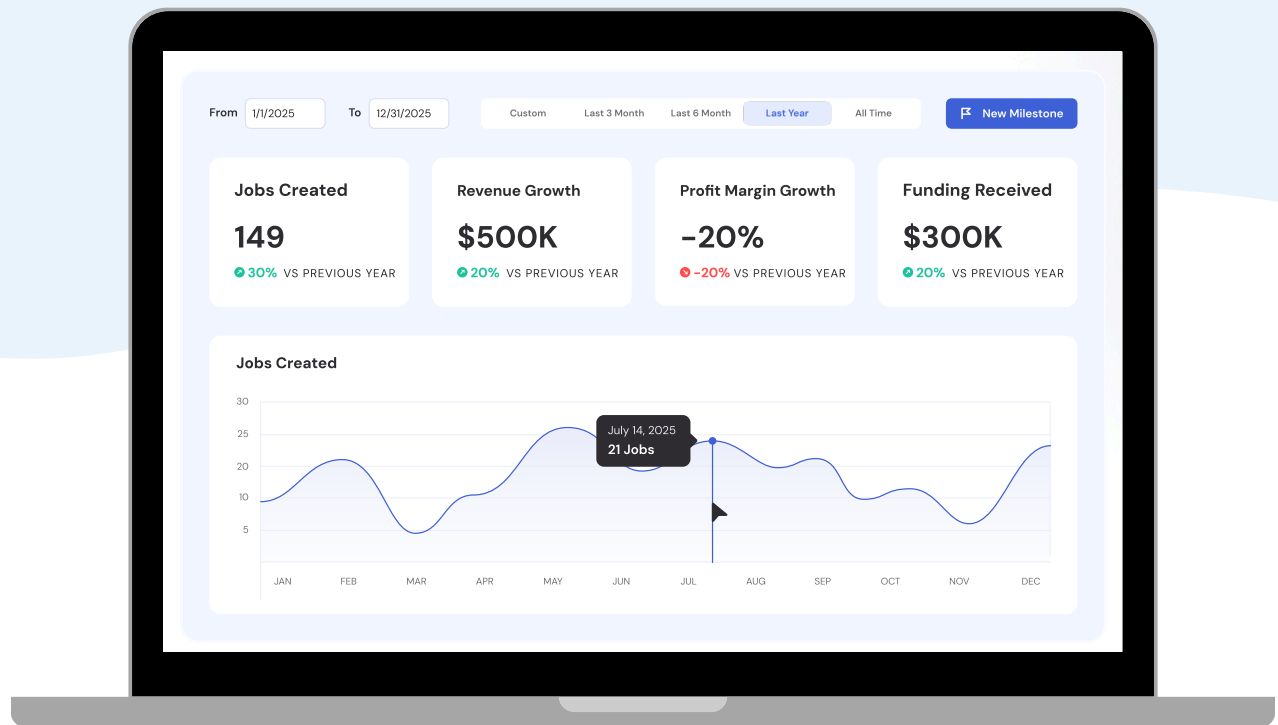 From 1/1/2025 To 12/31/2025 Custom Last 3 Month Last 6 Month Last Year All Time New Milestone
Jobs Created Revenue Growth Profit Margin Growth Funding Received
149 $500K -20% $300K
30% VS PREVIOUS YEAR 20% VS PREVIOUS YEAR -20% VS PREVIOUS YEAR 20% VS PREVIOUS YEAR
Jobs Created
30
July 14, 2025
25
21 Jobs
20
10
5
JAN FEB MAR APR MAY JUN JUL AUG SEP OCT NOV DEC